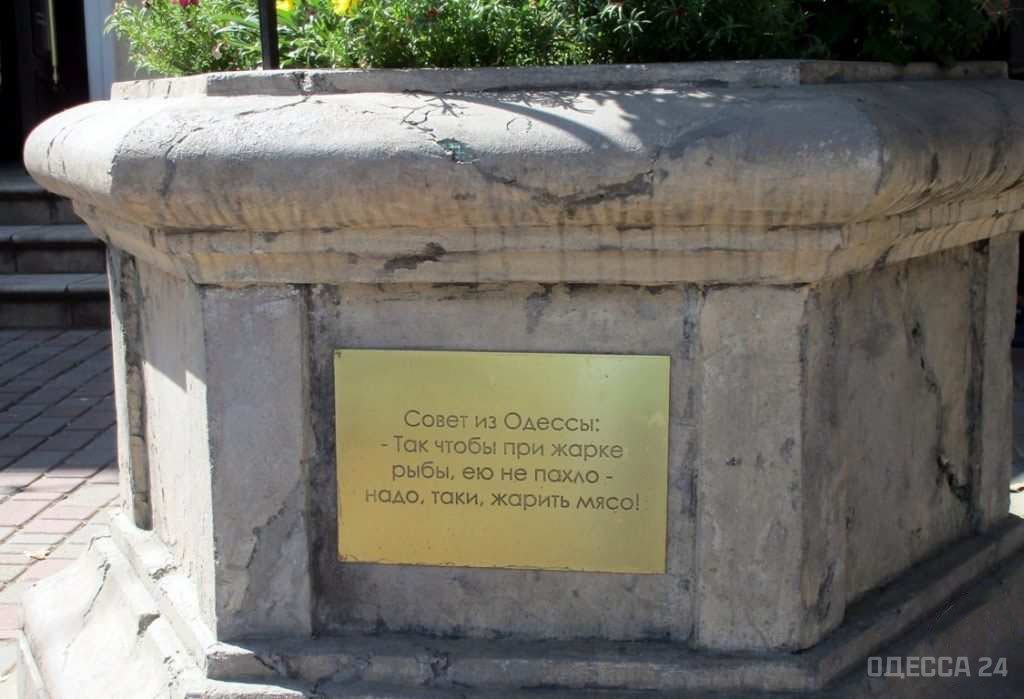 Совет из Одессы:
- Так чтобы при жарке
рыбы, ею не пахло -
надо, таки, жарить мясо!
ОДЕССА 24